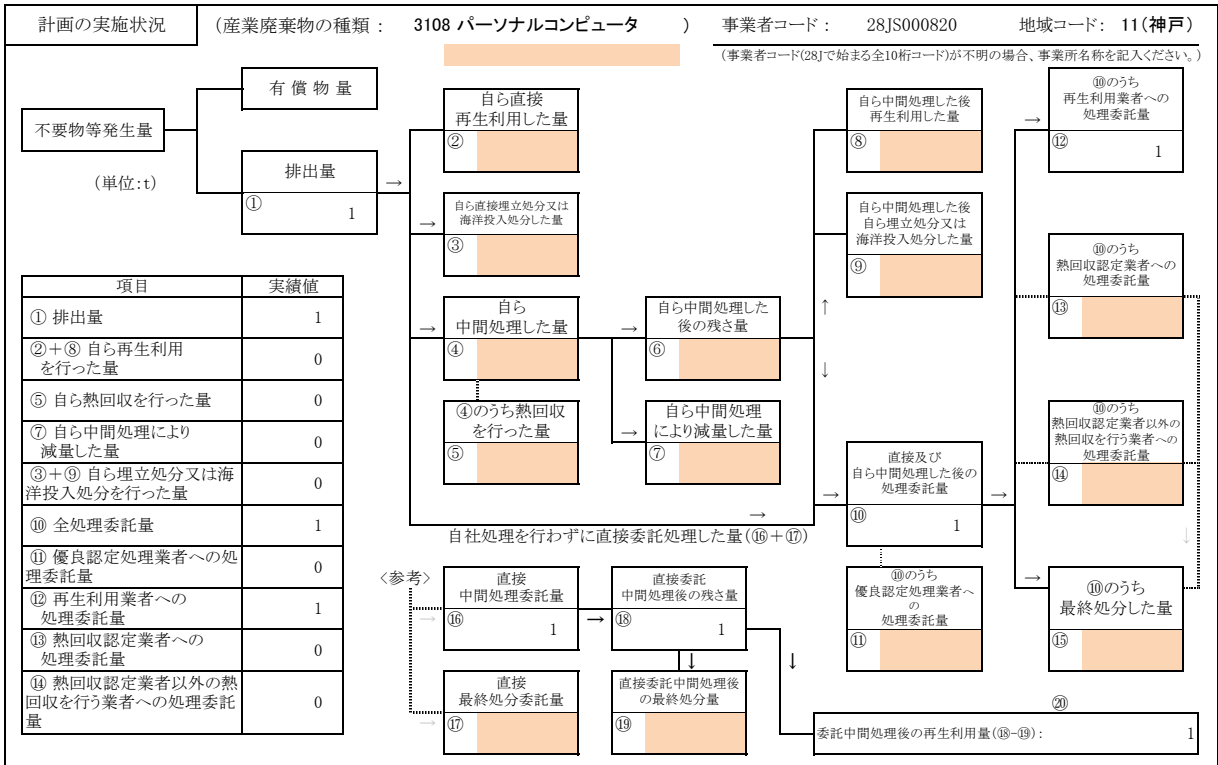 計画の実施状況
(産業廃棄物の種類： 3108 パーソナルコンピュータ )
事業者コード： 28JS000820 地域コード： 11(神戸)
(事業者コード(28Jで始まる全10桁コード)が不明の場合、事業所名称を記入ください。)
不要物等発生量
(単位:t)
有償物量
排出量
①
1
→
自ら直接
再生利用した量
②
→
自ら直接埋立処分又は
海洋投入処分した量
③
→
自ら
中間処理した量
④
④のうち熱回収
を行った量
⑤
→
自ら中間処理した
後の残さ量
⑥
→
自ら中間処理
により減量した量
⑦
自ら中間処理した後
再生利用した量
⑧
自ら中間処理した後
自ら埋立処分又は
海洋投入処分した量
⑨
↑
↓
→
直接及び
自ら中間処理した後の
処理委託量
⑩
1
→
⑩のうち
優良認定処理業者へ
の
処理委託量
⑪
→
⑩のうち
再生利用業者への
処理委託量
⑫
1
⑩のうち
熱回収認定業者への
処理委託量
⑬
⑩のうち
熱回収認定業者以外の
熱回収を行う業者への
処理委託量
⑭
↓
→
⑩のうち
最終処分した量
⑮
→
自社処理を行わずに直接委託処理した量(⑯＋⑰)
項目 実績値
① 排出量 1
②＋⑧ 自ら再生利用
を行った量 0
⑤ 自ら熱回収を行った量 0
⑦ 自ら中間処理により
減量した量 0
③＋⑨ 自ら埋立処分又は海
洋投入処分を行った量 0
⑩ 全処理委託量 1
⑪ 優良認定処理業者への処
理委託量 0
⑫ 再生利用業者への
処理委託量 1
⑬ 熱回収認定業者への
処理委託量 0
⑭ 熱回収認定業者以外の熱
回収を行う業者への処理委託
量 0
〈参考〉
→
直接
中間処理委託量
⑯
1
→
直接委託
中間処理後の残さ量
⑱
1
↓
↓
→
直接
最終処分委託量
⑰
直接委託中間処理後
の最終処分量
⑲
⑳
委託中間処理後の再生利用量(⑱-⑲)： 1